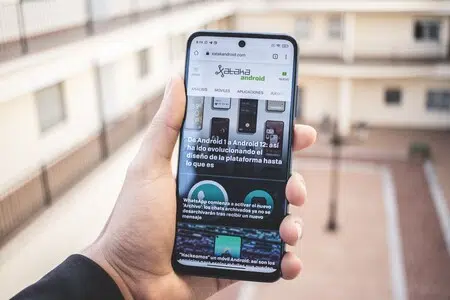 xatakandroid.com
Xataka
android
MÓVILES
APLICACIONES
De Android 1 a Android 12: así
ha ido evolucionando el
diseño de la plataforma hasta
lo que es
WhatsApp comienza a activar el nuevo
'Archivo': los chats archivados ya no se
desarchivarán tras recibir un nuevo
mensaje
"Hackeamos" un móvil Android: así son los